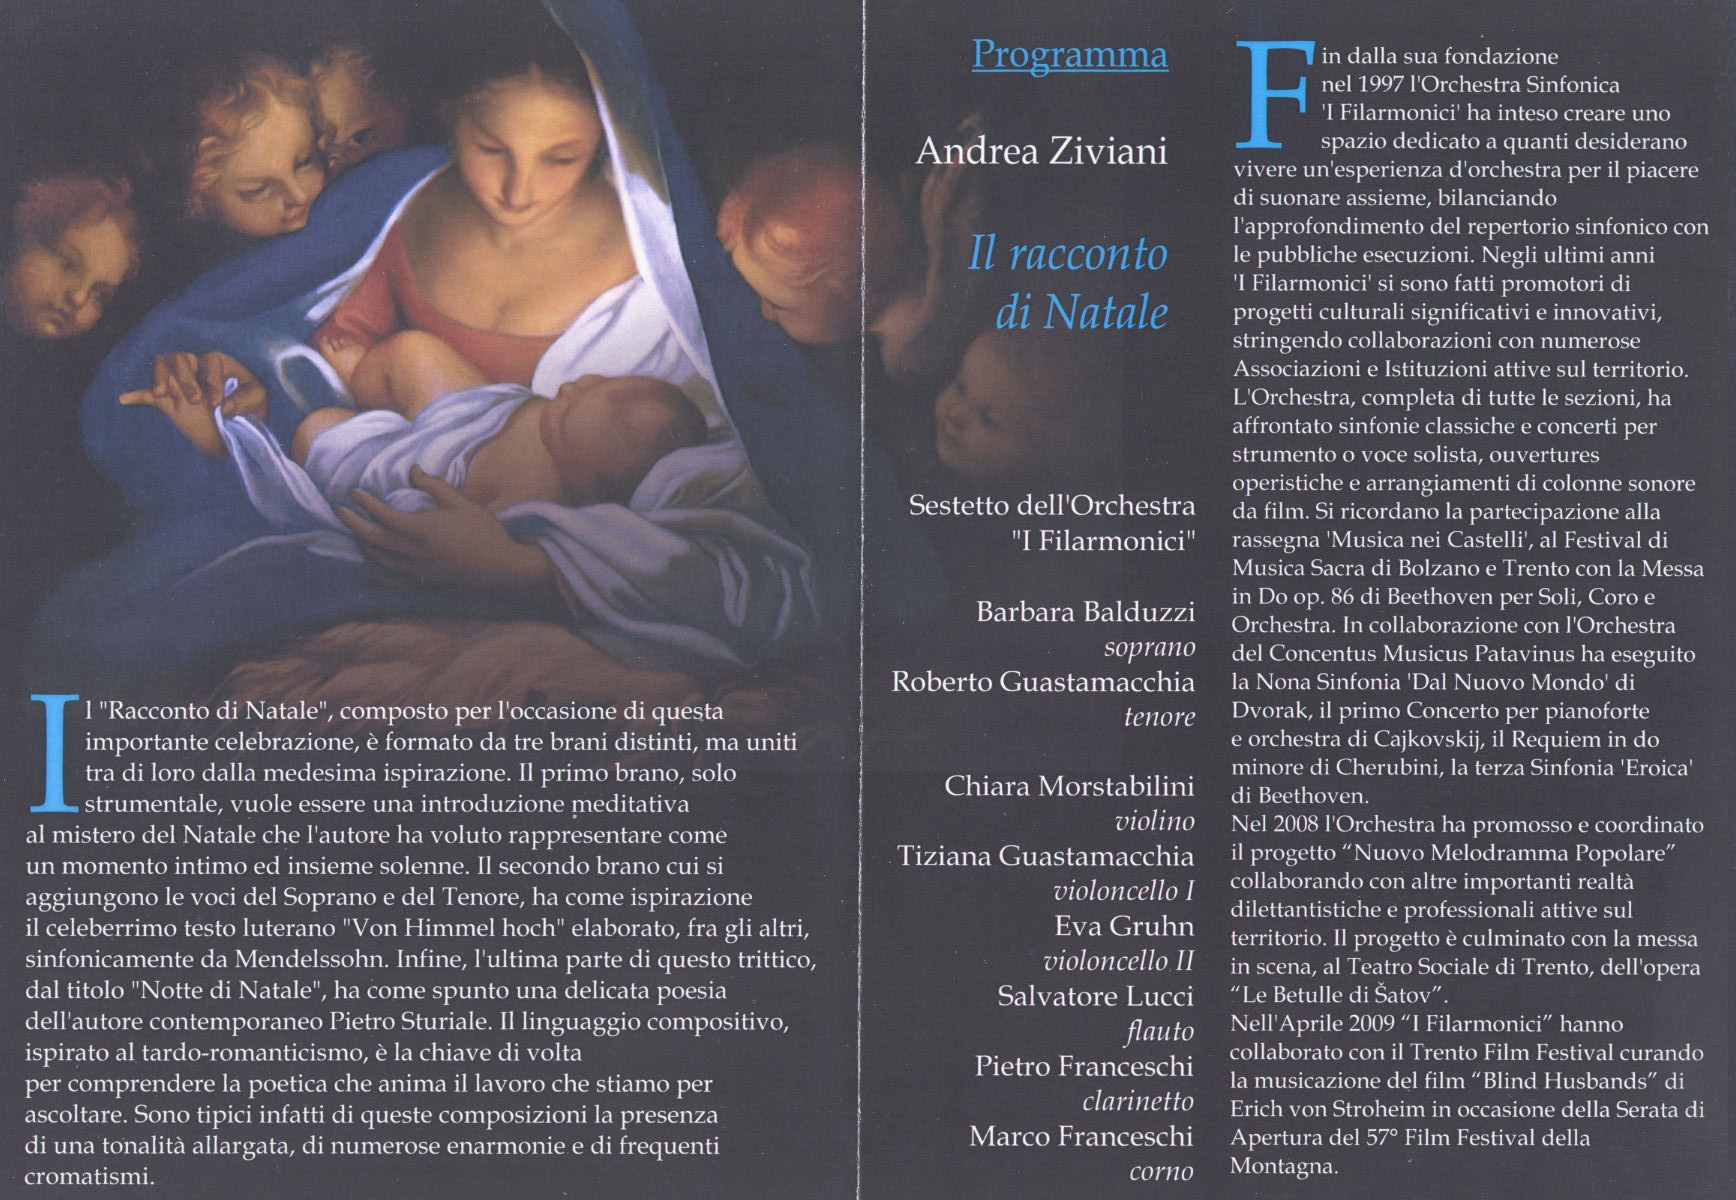 Il "Racconto di Natale", composto per l'occasione di questa
importante celebrazione, è formato da tre brani distinti, ma uniti
tra di loro dalla medesima ispirazione. Il primo brano, solo
strumentale, vuole essere una introduzione meditativa
al mistero del Natale che l'autore ha voluto rappresentare come
un momento intimo ed insieme solenne. Il secondo brano cui si
aggiungono le voci del Soprano e del Tenore, ha come ispirazione
il celeberrimo testo luterano "Von Himmel hoch" elaborato, fra gli altri,
sinfonicamente da Mendelssohn. Infine, l'ultima parte di questo trittico,
dal titolo "Notte di Natale", ha come spunto una delicata poesia
dell'autore contemporaneo Pietro Sturiale. Il linguaggio compositivo,
ispirato al tardo-romanticismo, è la chiave di volta
per comprendere la poetica che anima il lavoro che stiamo per
ascoltare. Sono tipici infatti di queste composizioni la presenza
di una tonalità allargata, di numerose enarmonie e di frequenti
cromatismi.
Programma
Andrea Ziviani
Il racconto
di Natale
Sestetto dell'Orchestra
"I Filarmonici"
Barbara Balduzzi
soprano
Roberto Guastamacchia
tenore
Chiara Morstabilini
violino
Tiziana Guastamacchia
violoncello I
Eva Gruhn
violoncello II
Salvatore Lucci
flauto
Pietro Franceschi
clarinetto
Marco Franceschi
corno
Fin dalla sua fondazione
nel 1997 l'Orchestra Sinfonica
'I Filarmonici' ha inteso creare uno
spazio dedicato a quanti desiderano
vivere un'esperienza d'orchestra per il piacere
di suonare assieme, bilanciando
l'approfondimento del repertorio sinfonico con
le pubbliche esecuzioni. Negli ultimi anni
'I Filarmonici' si sono fatti promotori di
progetti culturali significativi e innovativi,
stringendo collaborazioni con numerose
Associazioni e Istituzioni attive sul territorio.
L'Orchestra, completa di tutte le sezioni, ha
affrontato sinfonie classiche e concerti per
strumento o voce solista, ouvertures
operistiche e arrangiamenti di colonne sonore
da film. Si ricordano la partecipazione alla
rassegna 'Musica nei Castelli', al Festival di
Musica Sacra di Bolzano e Trento con la Messa
in Do op. 86 di Beethoven per Soli, Coro e
Orchestra. In collaborazione con l'Orchestra
del Concentus Musicus Patavinus ha eseguito
la Nona Sinfonia 'Dal Nuovo Mondo' di
Dvorak, il primo Concerto per pianoforte
e orchestra di Cajkovskij, il Requiem in do
minore di Cherubini, la terza Sinfonia 'Eroica'
di Beethoven.
Nel 2008 l'Orchestra ha promosso e coordinato
il progetto “Nuovo Melodramma Popolare”
collaborando con altre importanti realtà
dilettantistiche e professionali attive sul
territorio. Il progetto è culminato con la messa
in scena, al Teatro Sociale di Trento, dell'opera
“Le Betulle di Šatov”.
Nell'Aprile 2009 “I Filarmonici” hanno
collaborato con il Trento Film Festival curando
la musicazione del film “Blind Husbands” di
Erich von Stroheim in occasione della Serata di
Apertura del 57° Film Festival della
Montagna.